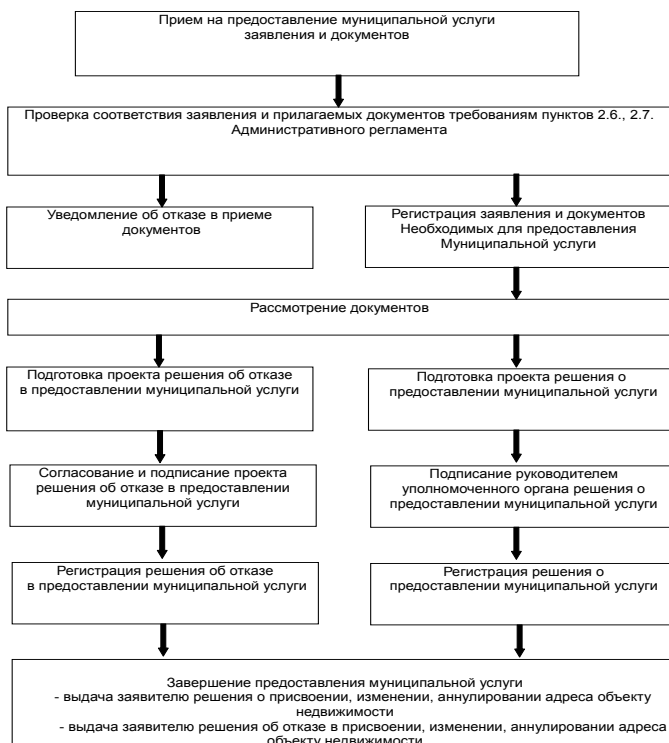 Прием на предоставление муниципальной услуги
заявления и документов
Проверка соответствия заявления и прилагаемых документов требованиям пунктов 2.6., 2.7.
Административного регламента
Уведомление об отказе в приеме
документов
Регистрация заявления и документов
Необходимых для предоставления
Муниципальной услуги
Рассмотрение документов
Подготовка проекта решения об отказе
в предоставлении муниципальной услуги
Подготовка проекта решения о
предоставлении муниципальной услуги
Согласование и подписание проекта
решения об отказе в предоставлении
муниципальной услуги
Подписание руководителем
уполномоченного органа решения о
предоставлении муниципальной услуги
Регистрация решения об отказе
в предоставлении муниципальной услуги
Регистрация решения о
предоставлении муниципальной услуги
Завершение предоставления муниципальной услуги
- выдача заявителю решения о присвоении, изменении, аннулировании адреса объекту
недвижимости
- выдача заявителю решения об отказе в присвоении, изменении, аннулировании адреса
объекту недвижимости